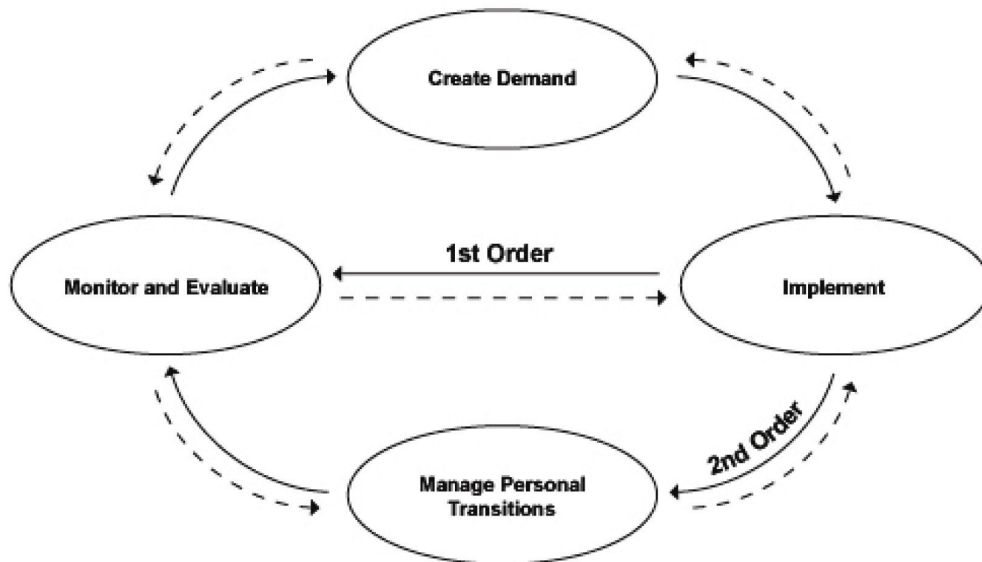 Create Demand
1st Order
Monitor and Evaluate
Implement
2nd Order
Manage Personal
Transitions